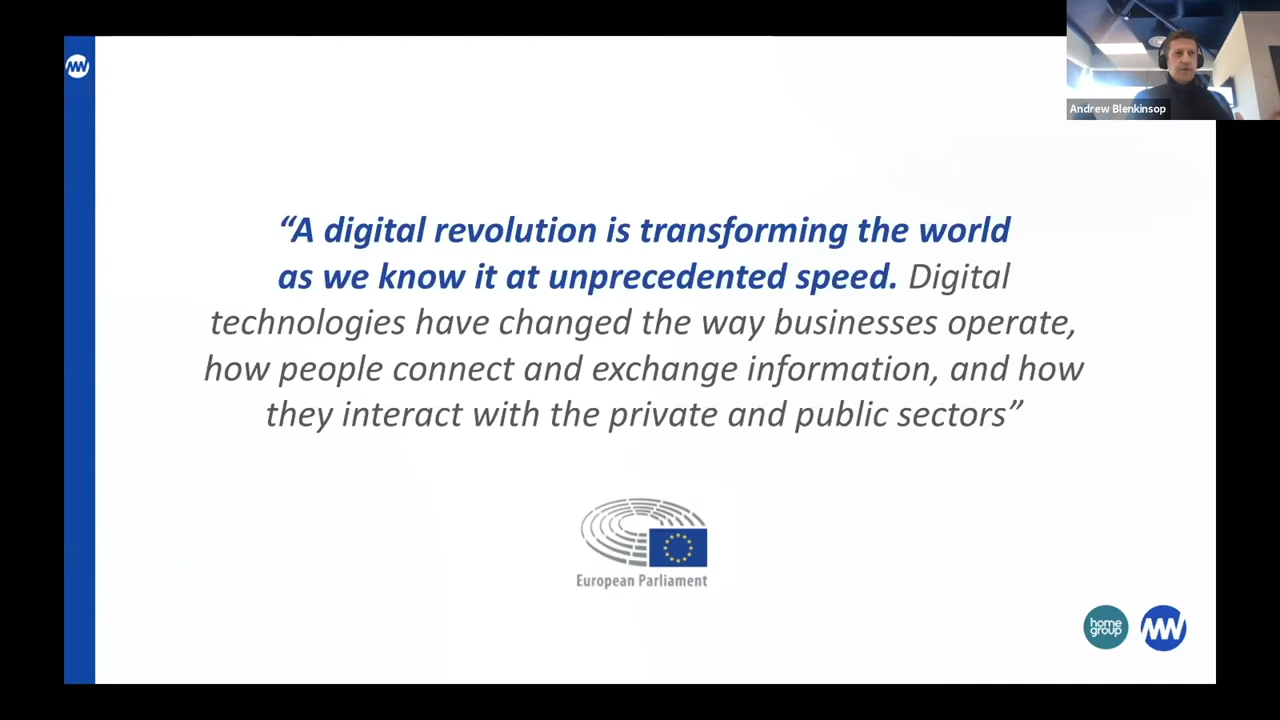 Andrew Blenkinsop
“A digital revolution is transforming the world
as we know it at unprecedented speed. Digital
technologies have changed the way businesses operate,
how people connect and exchange information, and how
they interact with the private and public sectors”
European Parliament
home
group